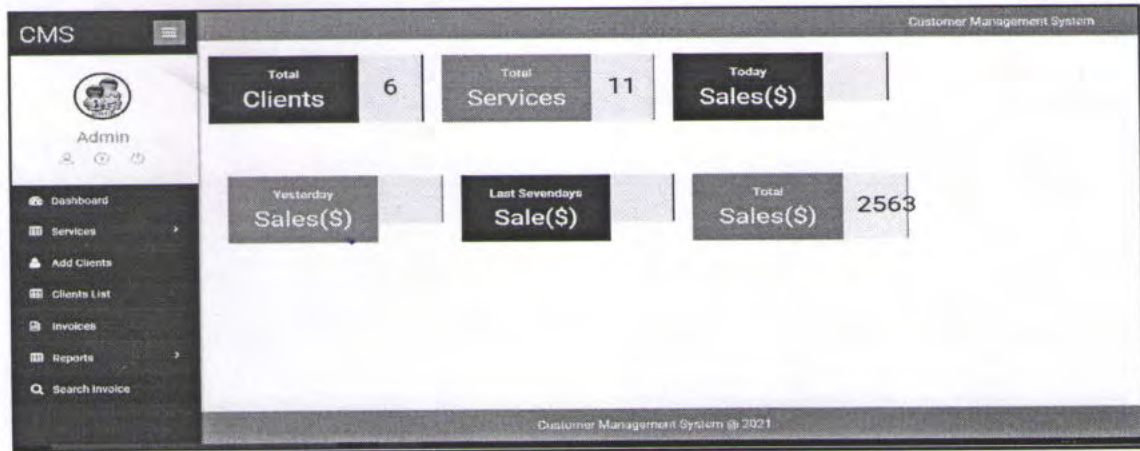 CMS
Customer Management System
Admin
Dashboard
Services
Add Clients
Clients List
Invoices
Reports
Search Invoice
Total
Clients
6
Total
Services
11
Today
Sales($)
Yesterday
Sales($)
Last Sevendays
Sale($)
Total
Sales($)
2563
Customer Management System @ 2021